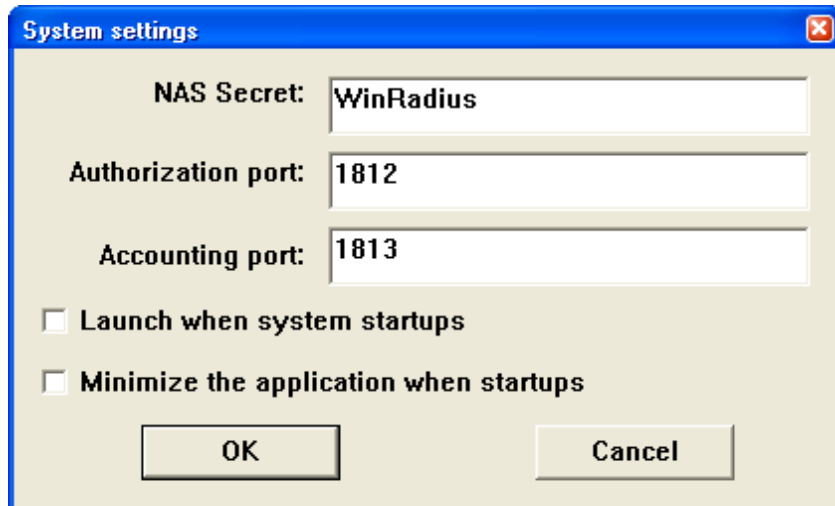 System settings
NAS Secret: WinRadius
Authorization port: 1812
Accounting port: 1813
Launch when system startups
Minimize the application when startups
OK Cancel